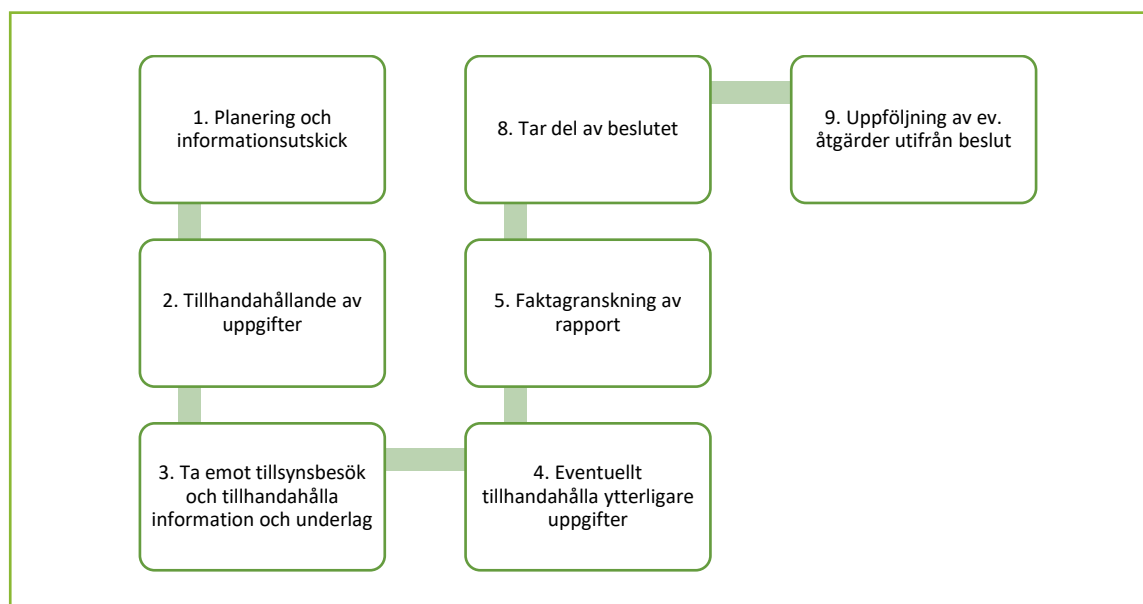 1. Planering och
informationsutskick
2. Tillhandahållande av
uppgifter
3. Ta emot tillsynsbesök
och tillhandahålla
information och underlag
4. Eventuellt
tillhandahålla ytterligare
uppgifter
5. Faktagranskning av
rapport
8. Tar del av beslutet
9. Uppföljning av ev.
åtgärder utifrån beslut